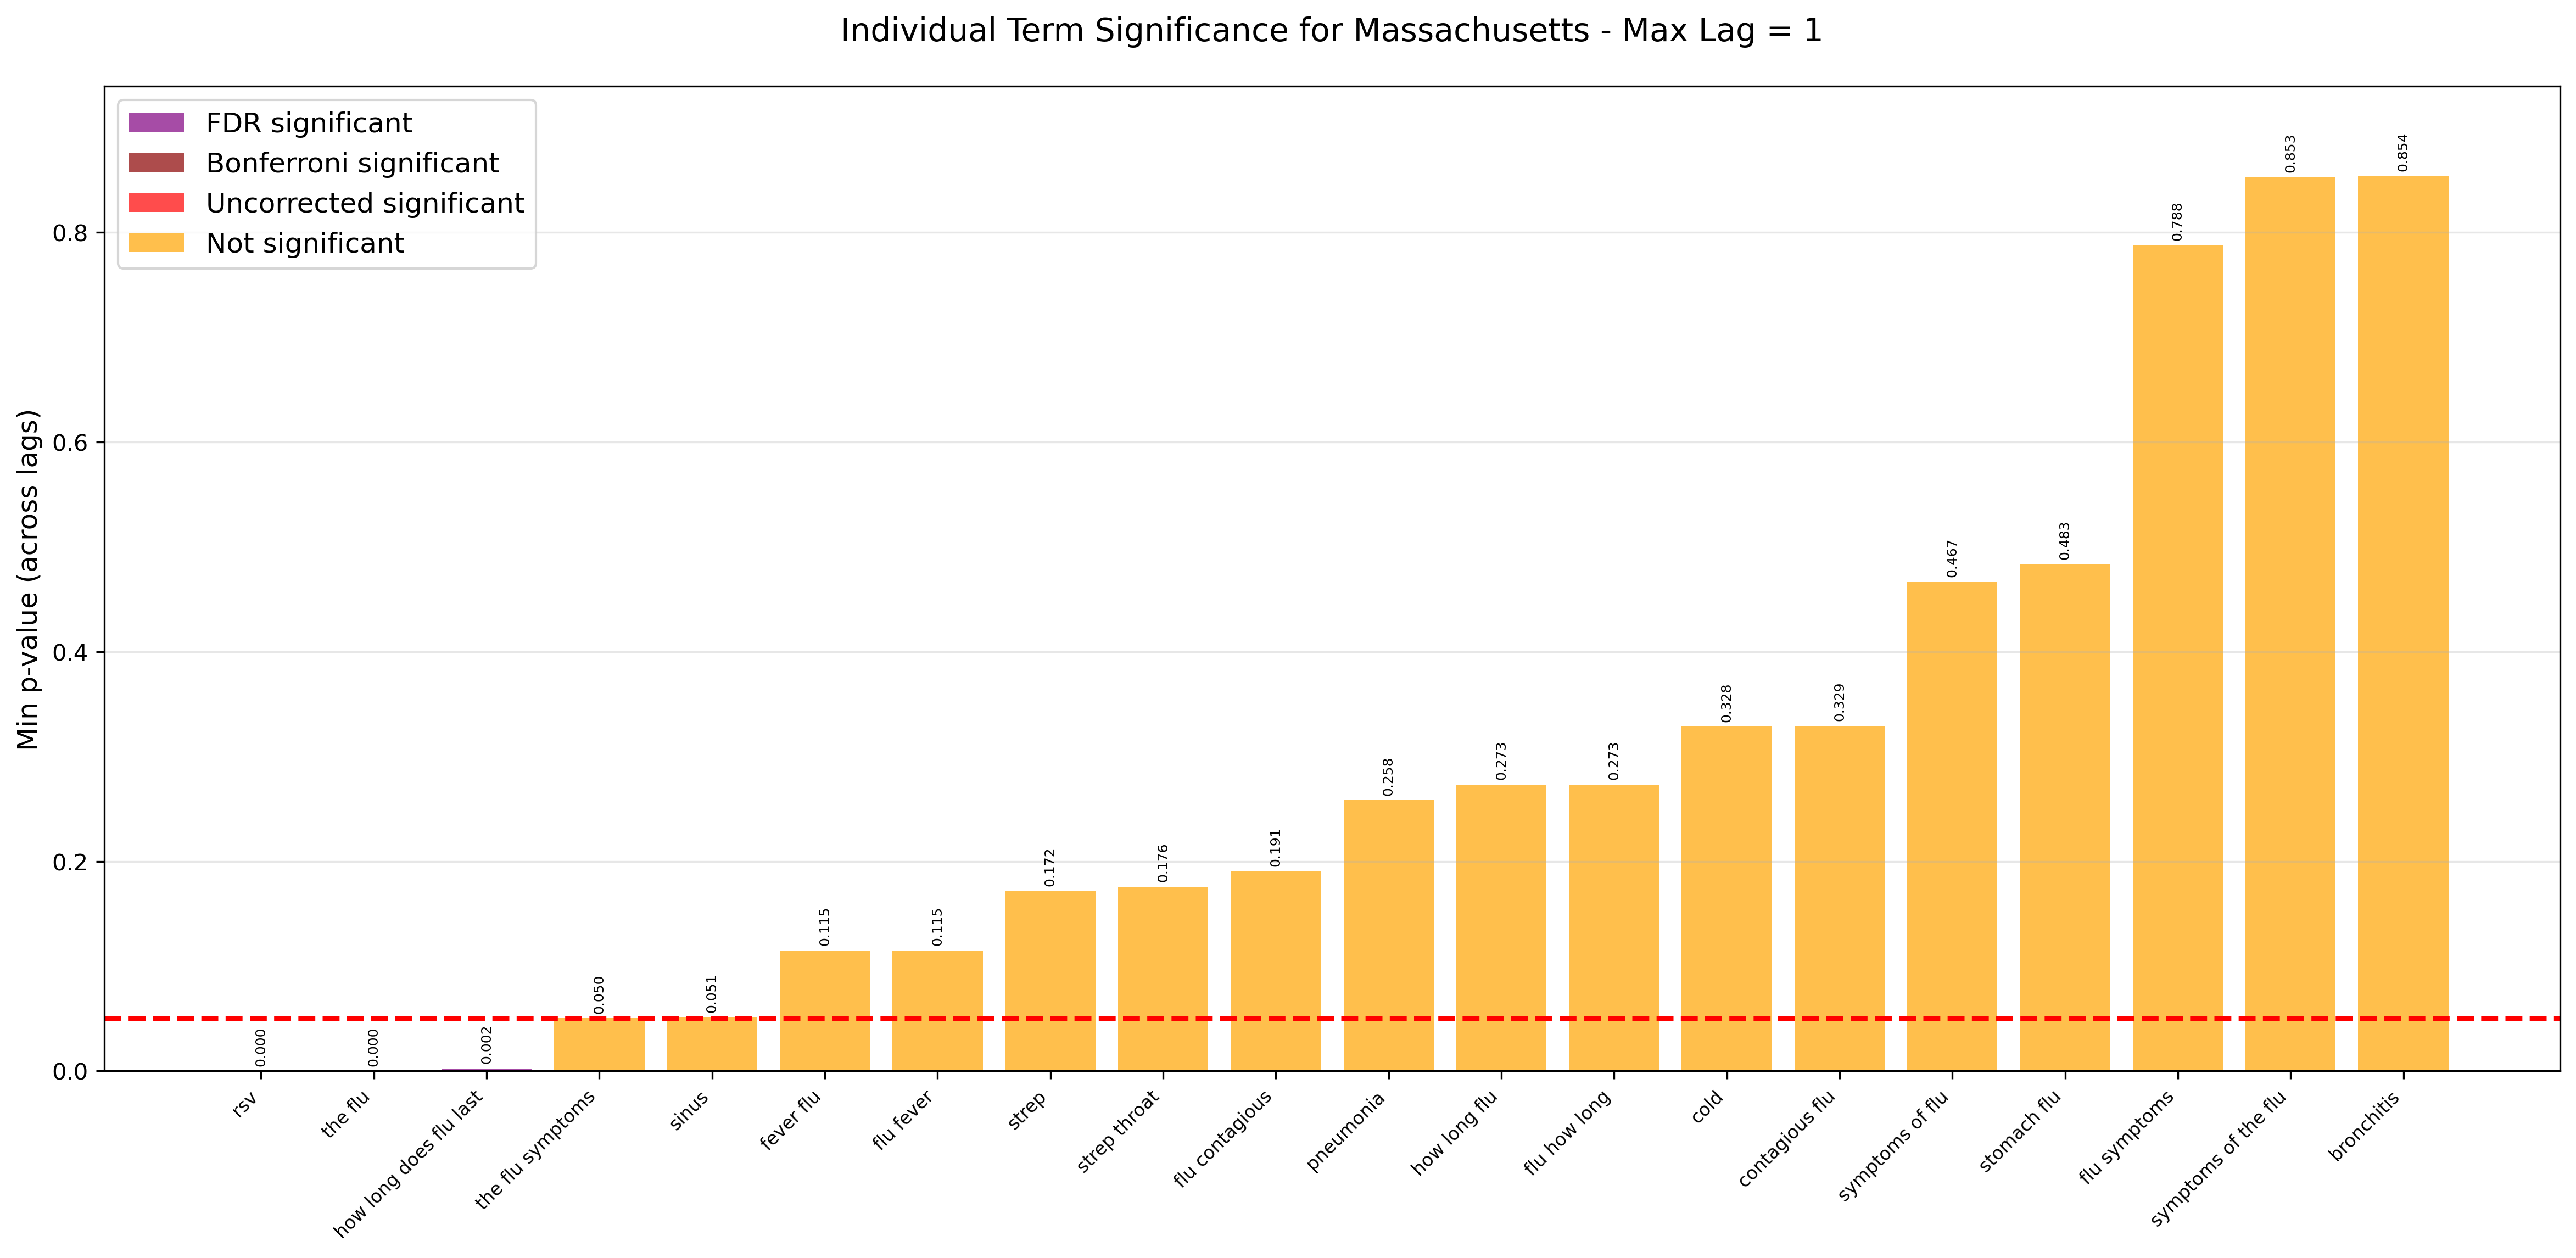 Individual Term Significance for Massachusetts - Max Lag = 1
FDR significant
Bonferroni significant
Uncorrected significant
Not significant
Min p-value (across lags)
0.8
0.6
0.4
0.2
0.0
0.000
0.000
0.002
0.050
0.051
0.115
0.115
0.172
0.176
0.191
0.258
0.273
0.273
0.328
0.329
0.467
0.483
0.788
0.853
0.854
rsv
the flu
how long does flu last
the flu symptoms
sinus
fever flu
flu fever
strep
strep throat
flu contagious
pneumonia
how long flu
flu how long
cold
contagious flu
symptoms of flu
stomach flu
flu symptoms
symptoms of the flu
bronchitis